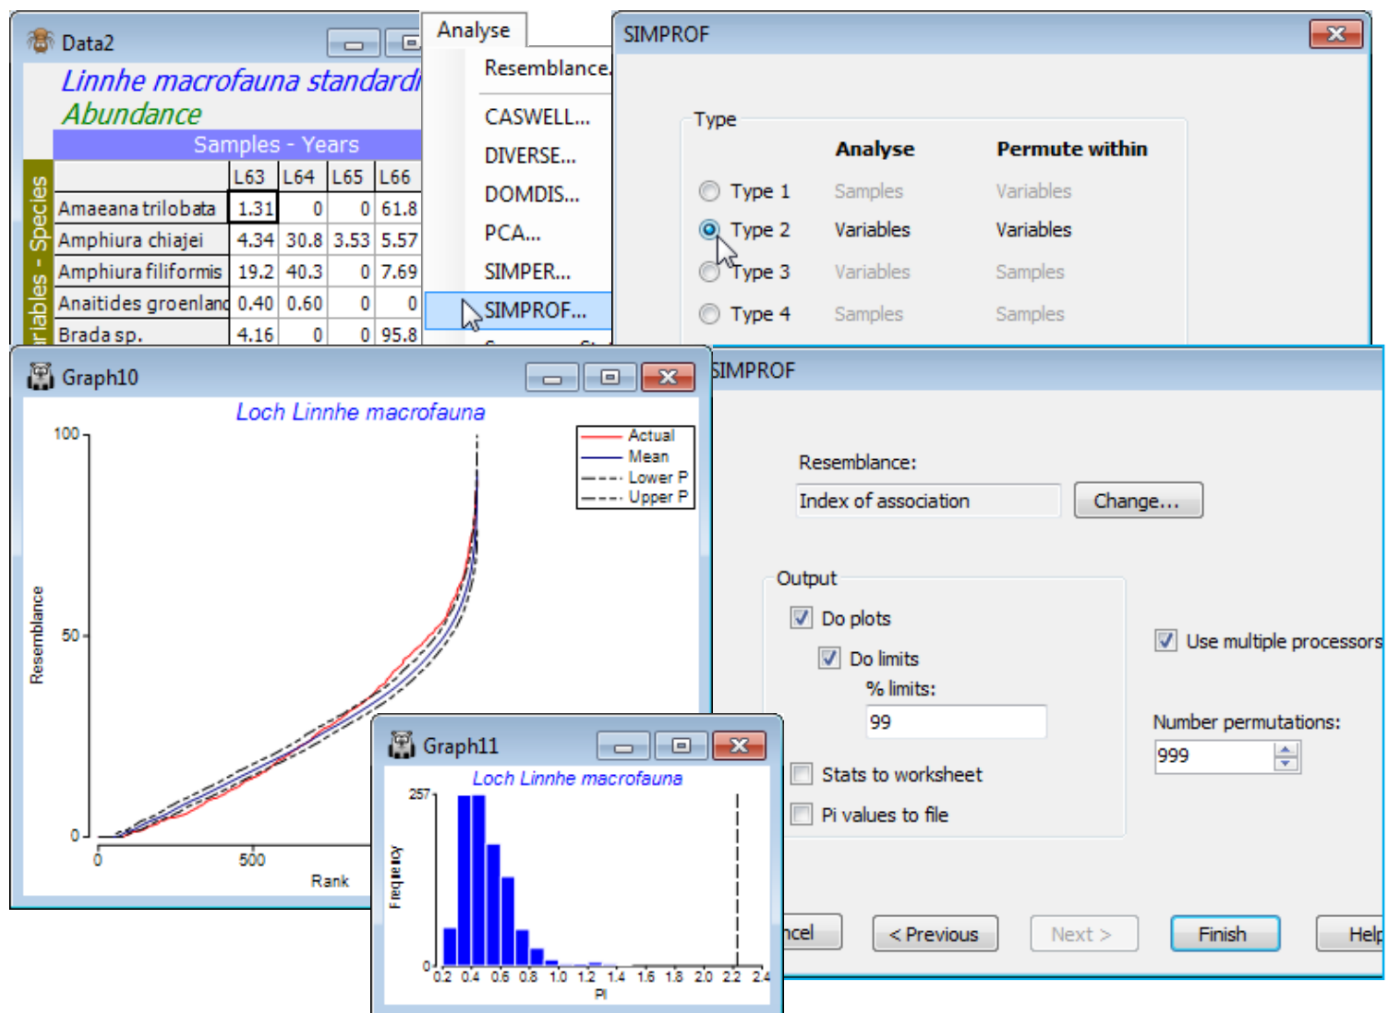 Data2
Linnhe macrofauna standardi
Abundance
Samples - Years
Variables - Species
L63 L64 L65 L66
Amaeana trilobata 1.31 0 0 61.8
Amphiura chiajei 4.34 30.8 3.53 5.57
Amphiura filiformis 19.2 40.3 0 7.69
Anaitides groenland 0.40 0.60 0 0
Brada sp. 4.16 0 0 95.8
Analyse
Resemblance.
CASWELL...
DIVERSE...
DOMDIS...
PCA...
SIMPER...
SIMPROF...
SIMPROF
Type
Analyse Permute within
Type 1 Samples Variables
Type 2 Variables Variables
Type 3 Variables Samples
Type 4 Samples Samples
Graph10
Loch Linnhe macrofauna
Actual
Mean
Lower P
Upper P
Resemblance
100
50
0
0 500
Rank
Graph11
Loch Linnhe macrofauna
Frequency
257
0
0.2 0.4 0.6 0.8 1.0 1.2 1.4 1.6 1.8 2.0 2.2 2.4
Pi
SIMPROF
Resemblance:
Index of association Change...
Output
Do plots
Do limits
% limits:
99
Stats to worksheet
Pi values to file
Use multiple processors
Number permutations:
999
ncel < Previous Next > Finish Help